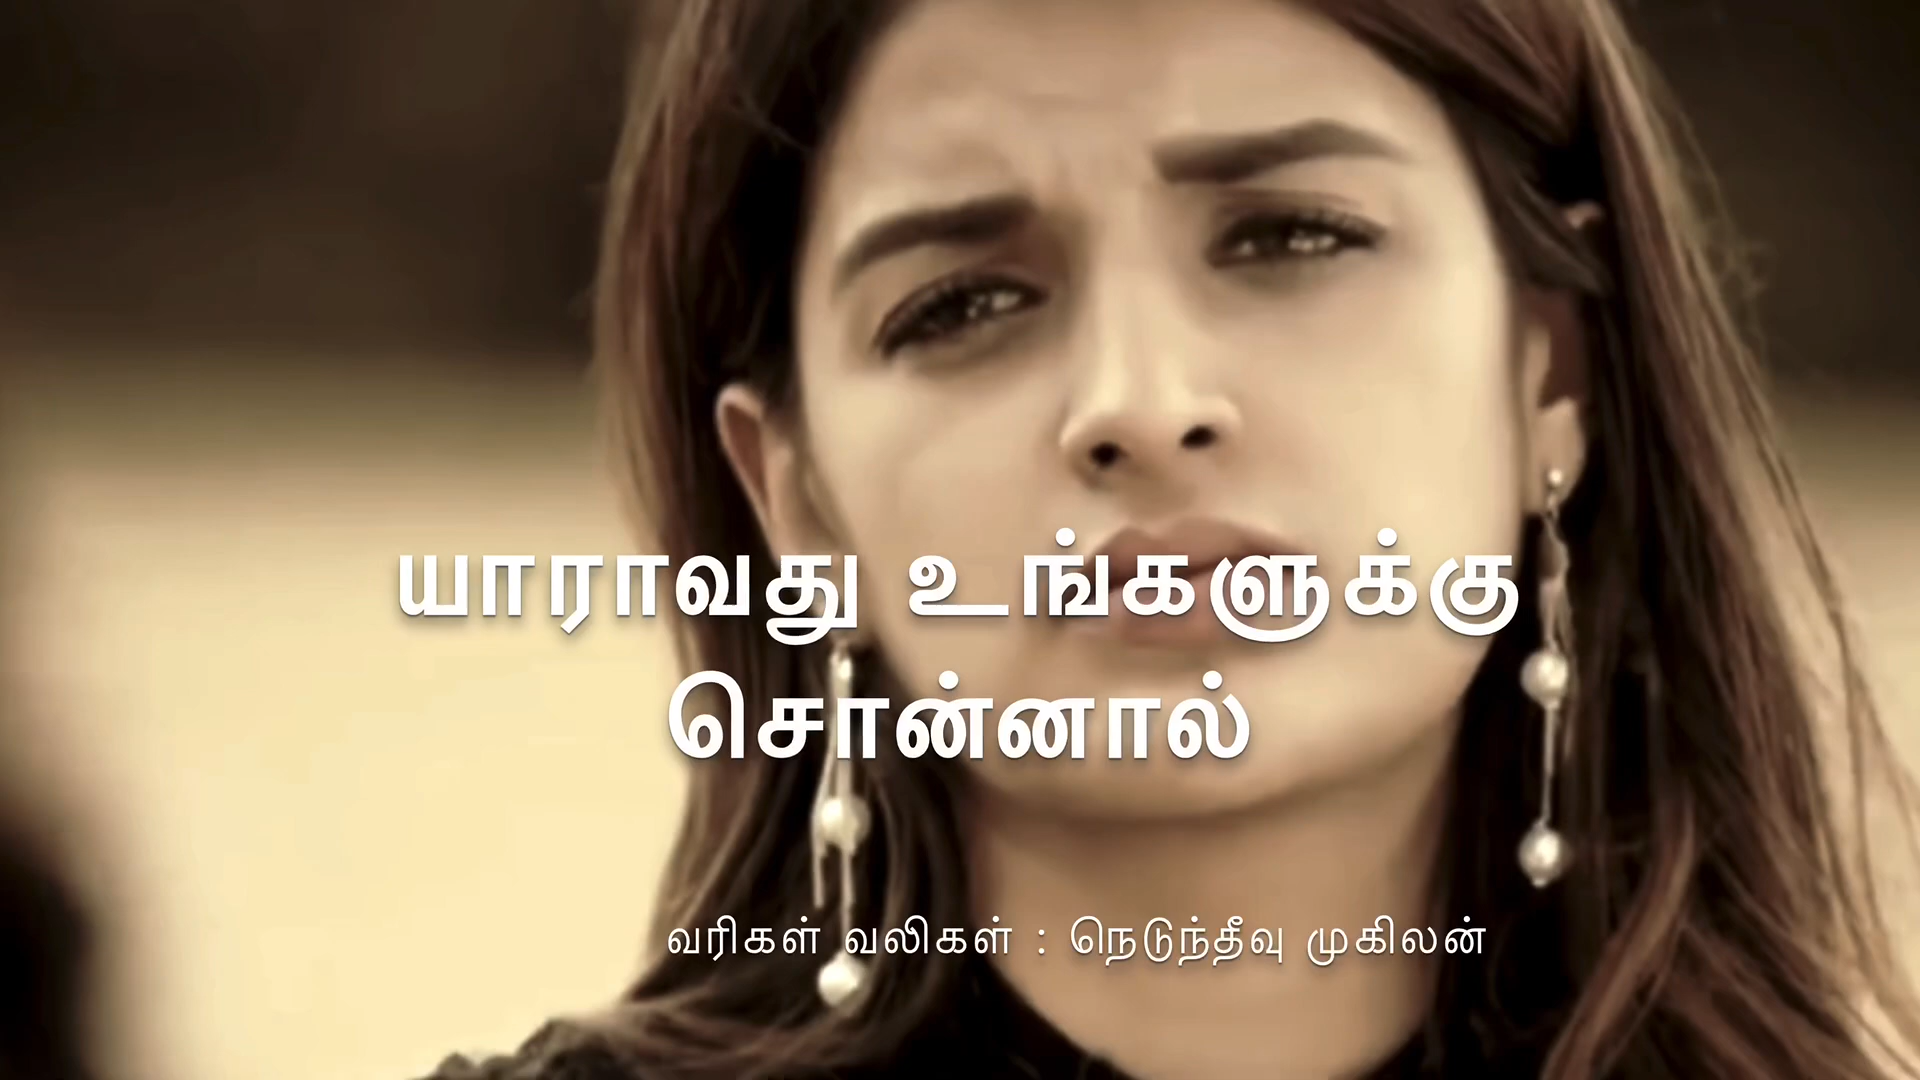 யாராவது உங்களுக்கு
சொன்னால்
வரிகள் வலிகள் : நெடுந்தீவு முகிலன்